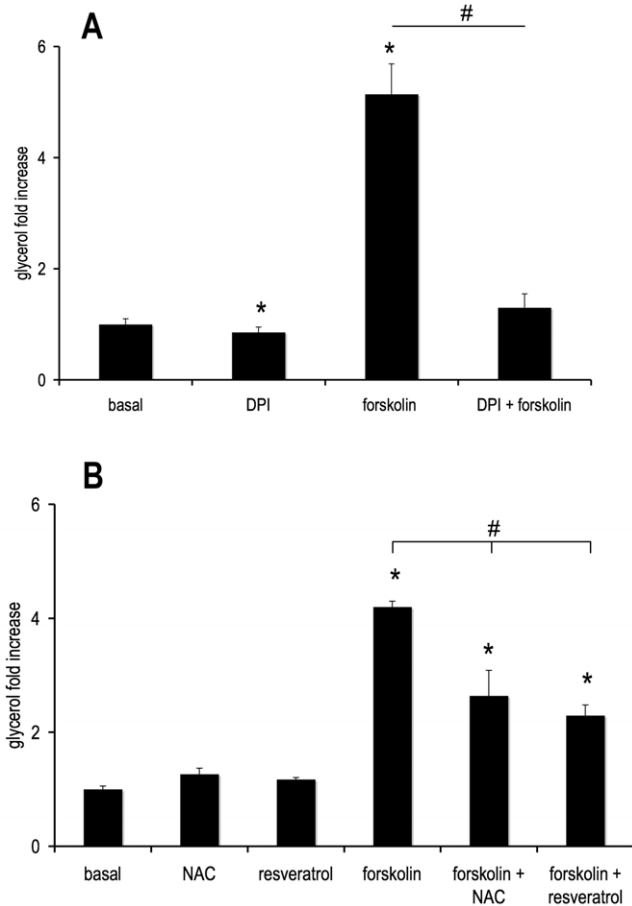 A
#
6
*
4
glycerol fold increase
2
*
0
basal DPI forskolin DPI + forskolin
B
6
#
*
4
glycerol fold increase
*
*
2
0
basal NAC resveratrol forskolin forskolin + forskolin +
NAC resveratrol